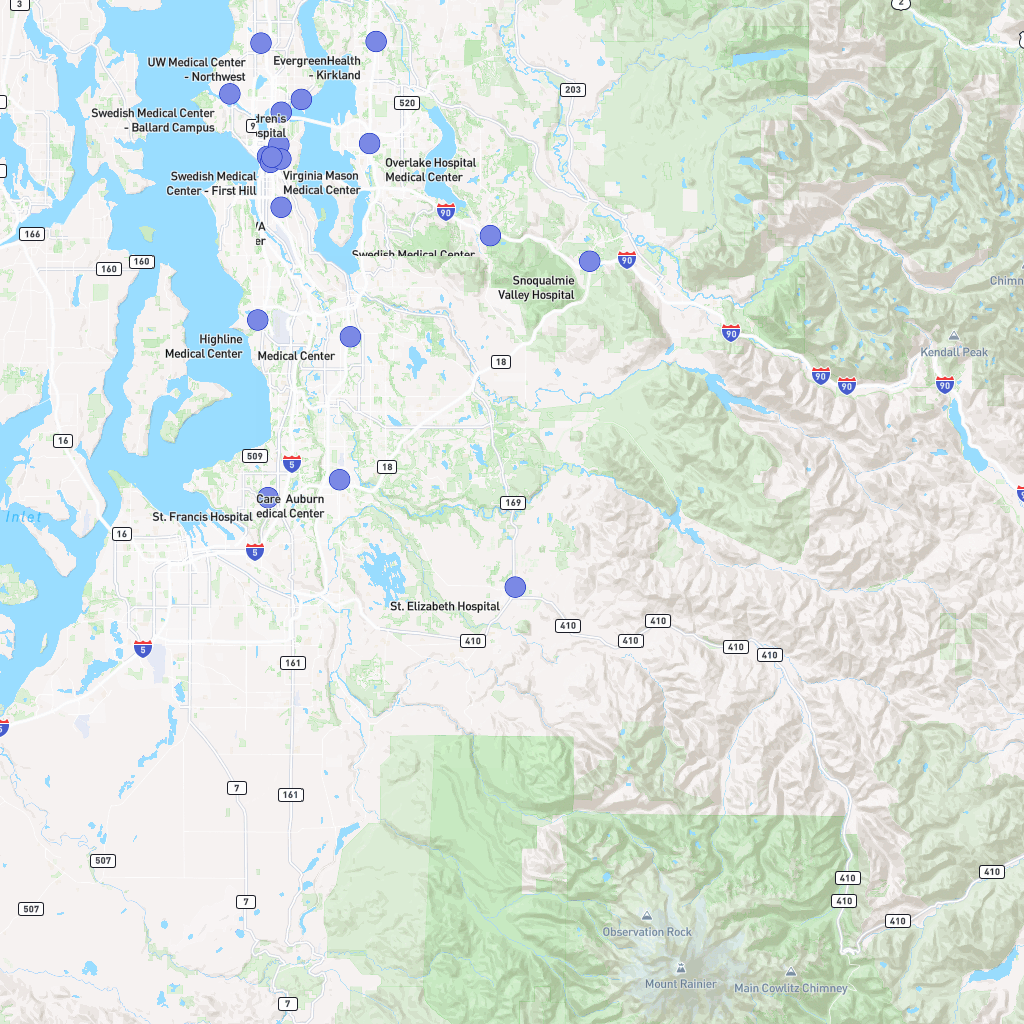 3
2
UW Medical Center
- Northwest
EvergreenHealth
- Kirkland
203
520
Swedish Medical Center
- Ballard Campus
9
dren's
spital
Overlake Hospital
Medical Center
Swedish Medical
Center - First Hill
Virginia Mason
Medical Center
90
166
VA
er
Swedish Medical Center
160
160
90
Snoqualmie
Valley Hospital
Chimn
Highline
Medical Center
Medical Center
90
Kendall Peak
18
90
90
90
16
509
5
18
Care Auburn
edical Center
St. Francis Hospital
169
Inlet
16
5
St. Elizabeth Hospital
410
410
410
410
410
410
5
161
5
7
161
507
410
410
7
410
507
410
Observation Rock
Mount Rainier
Main Cowlitz Chimney
7